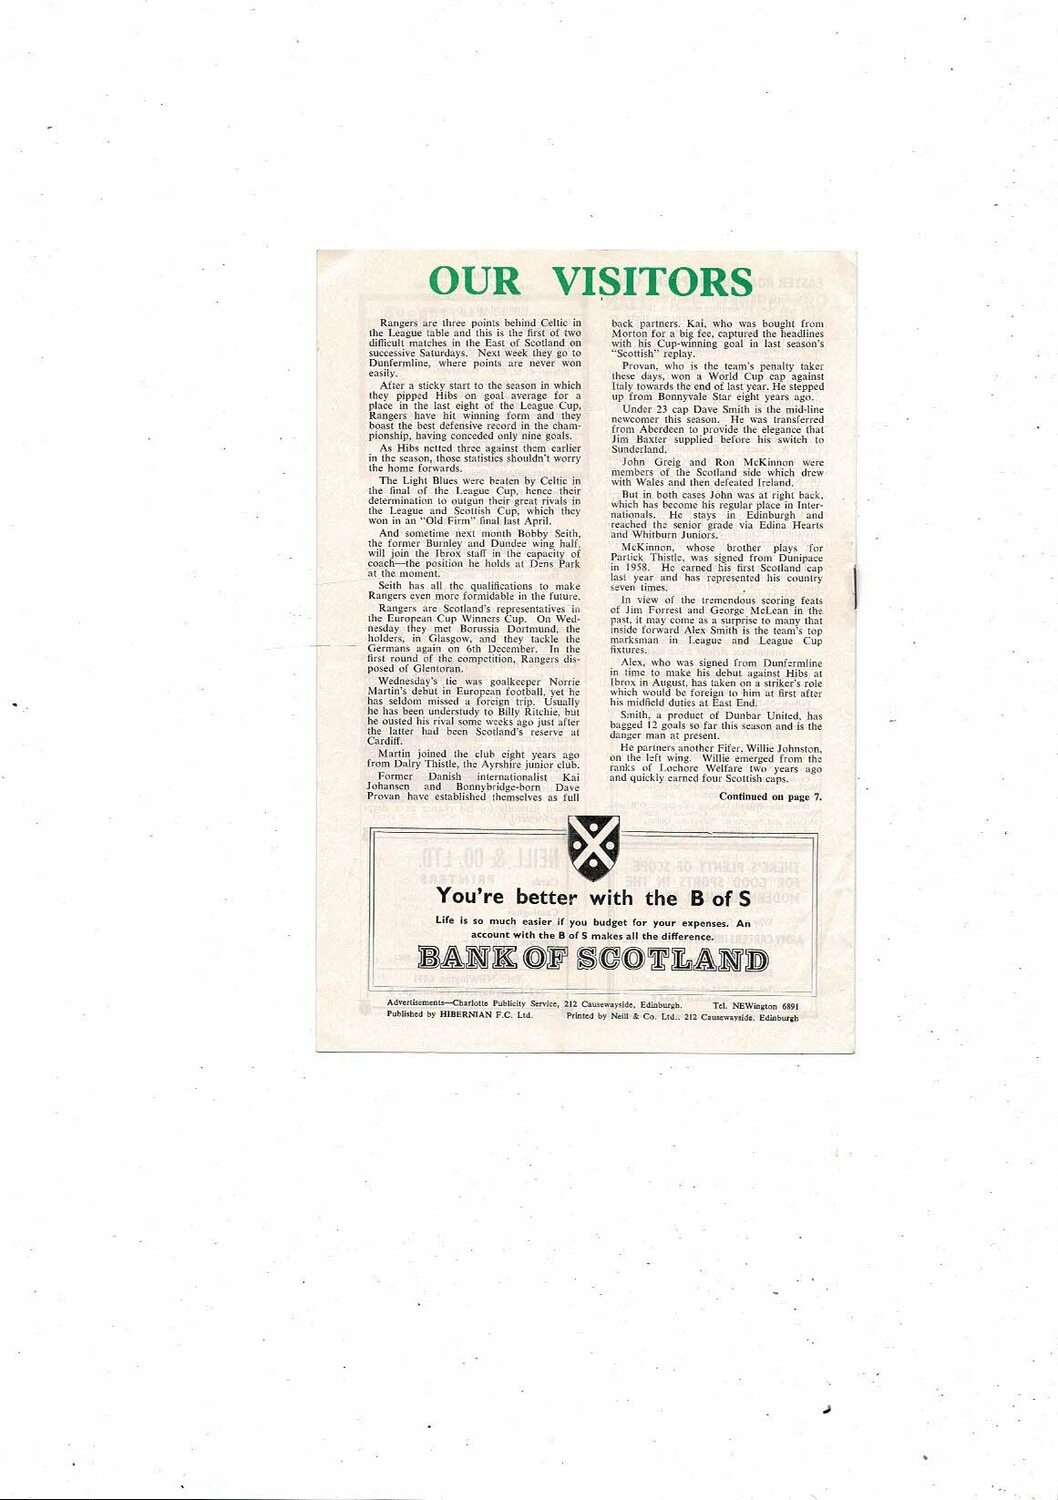 OUR VISITORS
Rangers are three points behind Celtic in
the League table and this is the first of two
difficult matches in the East of Scotland on
successive Saturdays. Next week they go to
Dunfermline, where points are never won
easily.
After a sticky start to the season in which
they pipped Hibs on goal average for a
place in the last eight of the League Cup,
Rangers have hit winning form and they
boast the best defensive record in the cham-
pionship, having conceded only nine goals.
As Hibs netted three against them earlier
in the season, those statistics shouldn't worry
the home forwards.
The Light Blues were beaten by Celtic in
the final of the League Cup, hence their
determination to outgun their great rivals in
the League and Scottish Cup, which they
won in an "Old Firm" final last April.
And sometime next month Bobby Seith,
the former Burnley and Dundee wing half,
will join the Ibrox staff in the capacity of
coach—the position he holds at Dens Park
at the moment.
Seith has all the qualifications to make
Rangers even more formidable in the future.
Rangers are Scotland's representatives in
the European Cup Winners Cup. On Wed-
nesday they met Borussia Dortmund, the
holders, in Glasgow, and they tackle the
Germans again on 6th December. In the
first round of the competition, Rangers dis-
posed of Glentoran.
Wednesday's tie was goalkeeper Norrie
Martin's debut in European football, yet he
has seldom missed a foreign trip. Usually
he has been understudy to Billy Ritchie, but
he ousted his rival some weeks ago just after
the latter had been Scotland's reserve at
Cardiff.
Martin joined the club eight years ago
from Dalry Thistle, the Ayrshire junior club.
Former Danish internationalist Kai
Johansen and Bonnybridge-born Dave
Provan have established themselves as full
back partners. Kai, who was bought from
Morton for a big fee, captured the headlines
with his Cup-winning goal in last season's
"Scottish" replay.
Provan, who is the team's penalty taker
these days, won a World Cup cap against
Italy towards the end of last year. He stepped
up from Bonnyvale Star eight years ago.
Under 23 cap Dave Smith is the mid-line
newcomer this season. He was transferred
from Aberdeen to provide the elegance that
Jim Baxter supplied before his switch to
Sunderland.
John Greig and Ron McKinnon were
members of the Scotland side which drew
with Wales and then defeated Ireland.
But in both cases John was at right back,
which has become his regular place in Inter-
nationals. He stays in Edinburgh and
reached the senior grade via Edina Hearts
and Whitburn Juniors.
McKinnon, whose brother plays for
Partick Thistle, was signed from Dunipace
in 1958. He earned his first Scotland cap
last year and has represented his country
seven times.
In view of the tremendous scoring feats
of Jim Forrest and George McLean in the
past, it may come as a surprise to many that
inside forward Alex Smith is the team's top
marksman in League and League Cup
fixtures.
Alex, who was signed from Dunfermline
in time to make his debut against Hibs at
Ibrox in August, has taken on a striker's role
which would be foreign to him at first after
his midfield duties at East End.
Smith, a product of Dunbar United, has
bagged 12 goals so far this season and is the
danger man at present.
He partners another Fifer, Willie Johnston,
on the left wing. Willie emerged from the
ranks of Lochore Welfare two years ago
and quickly earned four Scottish caps.
Continued on page 7.
You're better with the B of S
Life is so much easier if you budget for your expenses. An
account with the B of S makes all the difference.
BANK OF SCOTLAND
Advertisements—Charlotte Publicity Service, 212 Causewayside, Edinburgh. Tel. NEWington 6891
Published by HIBERNIAN F.C. Ltd. Printed by Neill & Co. Ltd., 212 Causewayside, Edinburgh